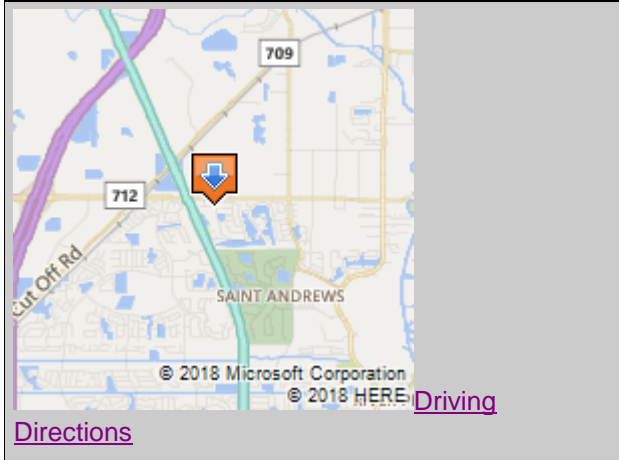 709
712
Cut Off Rd
SAINT ANDREWS
© 2018 Microsoft Corporation
© 2018 HERE
Driving
Directions